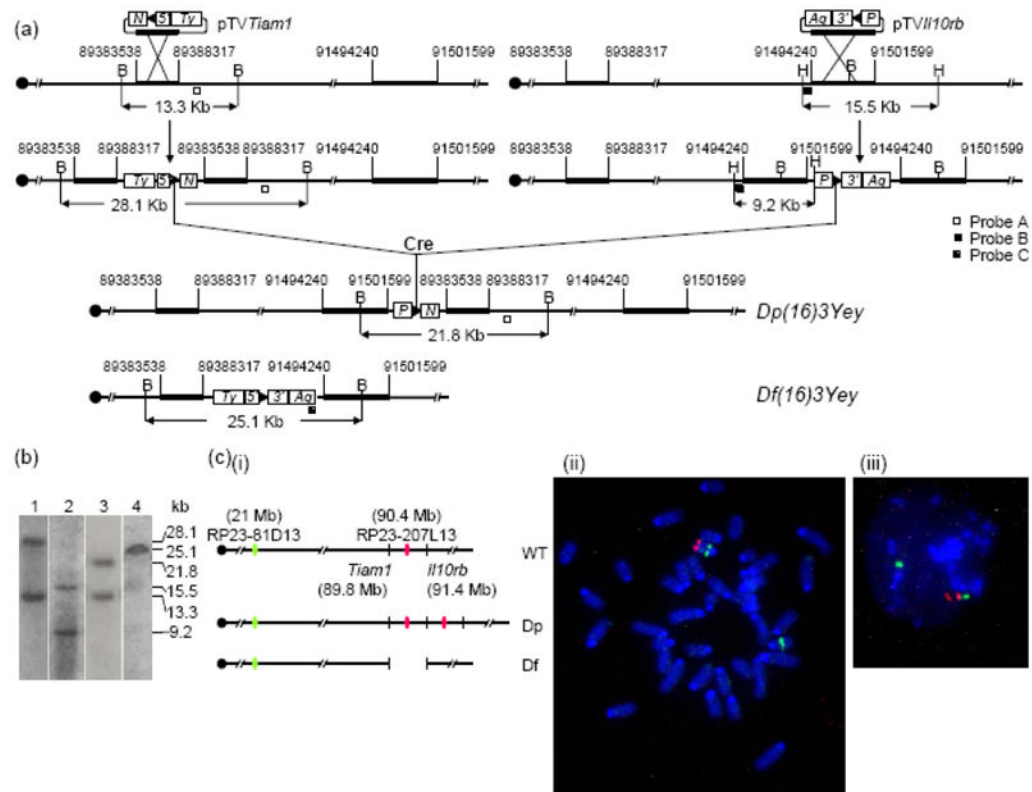 (a)
N 5' Ty pTVTiam1
Ag 3' P pTVIl10rb
89383538 89388317 91494240 91501599
B B
13.3 Kb
89383538 89388317 91494240 91501599
H B H
15.5 Kb
89383538 89388317 89383538 89388317 91494240 91501599
B Ty 5' N B
28.1 Kb
89383538 89388317 91494240 91501599 91494240 91501599
H B H P 3' Ag B
9.2 Kb
Probe A
Probe B
Probe C
Cre
89383538 89388317 91494240 91501599 89383538 89388317 91494240 91501599
B P N B
Dp(16)3Yey
21.8 Kb
89383538 89388317 91494240 91501599
B Ty 5' 3' Ag B
Df(16)3Yey
25.1 Kb
(b)
1 2 3 4 kb
28.1
25.1
21.8
15.5
13.3
9.2
(c)
(i)
(21 Mb) (90.4 Mb)
RP23-81D13 RP23-207L13
WT
Tiam1 Il10rb
(89.8 Mb) (91.4 Mb)
Dp
Df
(ii)
(iii)